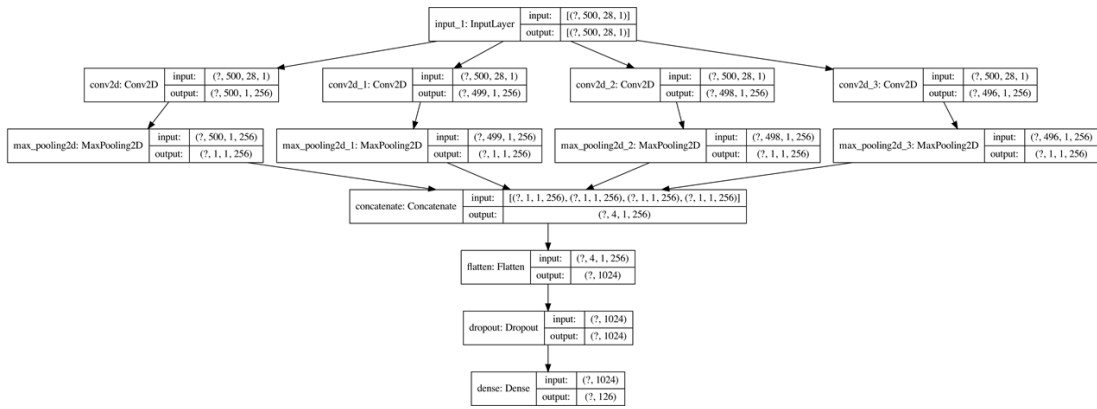 input_1: InputLayer input: [(?, 500, 28, 1)]
output: [(?, 500, 28, 1)]
conv2d: Conv2D input: (?, 500, 28, 1)
output: (?, 500, 1, 256)
conv2d_1: Conv2D input: (?, 500, 28, 1)
output: (?, 499, 1, 256)
conv2d_2: Conv2D input: (?, 500, 28, 1)
output: (?, 498, 1, 256)
conv2d_3: Conv2D input: (?, 500, 28, 1)
output: (?, 496, 1, 256)
max_pooling2d: MaxPooling2D input: (?, 500, 1, 256)
output: (?, 1, 1, 256)
max_pooling2d_1: MaxPooling2D input: (?, 499, 1, 256)
output: (?, 1, 1, 256)
max_pooling2d_2: MaxPooling2D input: (?, 498, 1, 256)
output: (?, 1, 1, 256)
max_pooling2d_3: MaxPooling2D input: (?, 496, 1, 256)
output: (?, 1, 1, 256)
concatenate: Concatenate input: [(?, 1, 1, 256), (?, 1, 1, 256), (?, 1, 1, 256), (?, 1, 1, 256)]
output: (?, 4, 1, 256)
flatten: Flatten input: (?, 4, 1, 256)
output: (?, 1024)
dropout: Dropout input: (?, 1024)
output: (?, 1024)
dense: Dense input: (?, 1024)
output: (?, 126)